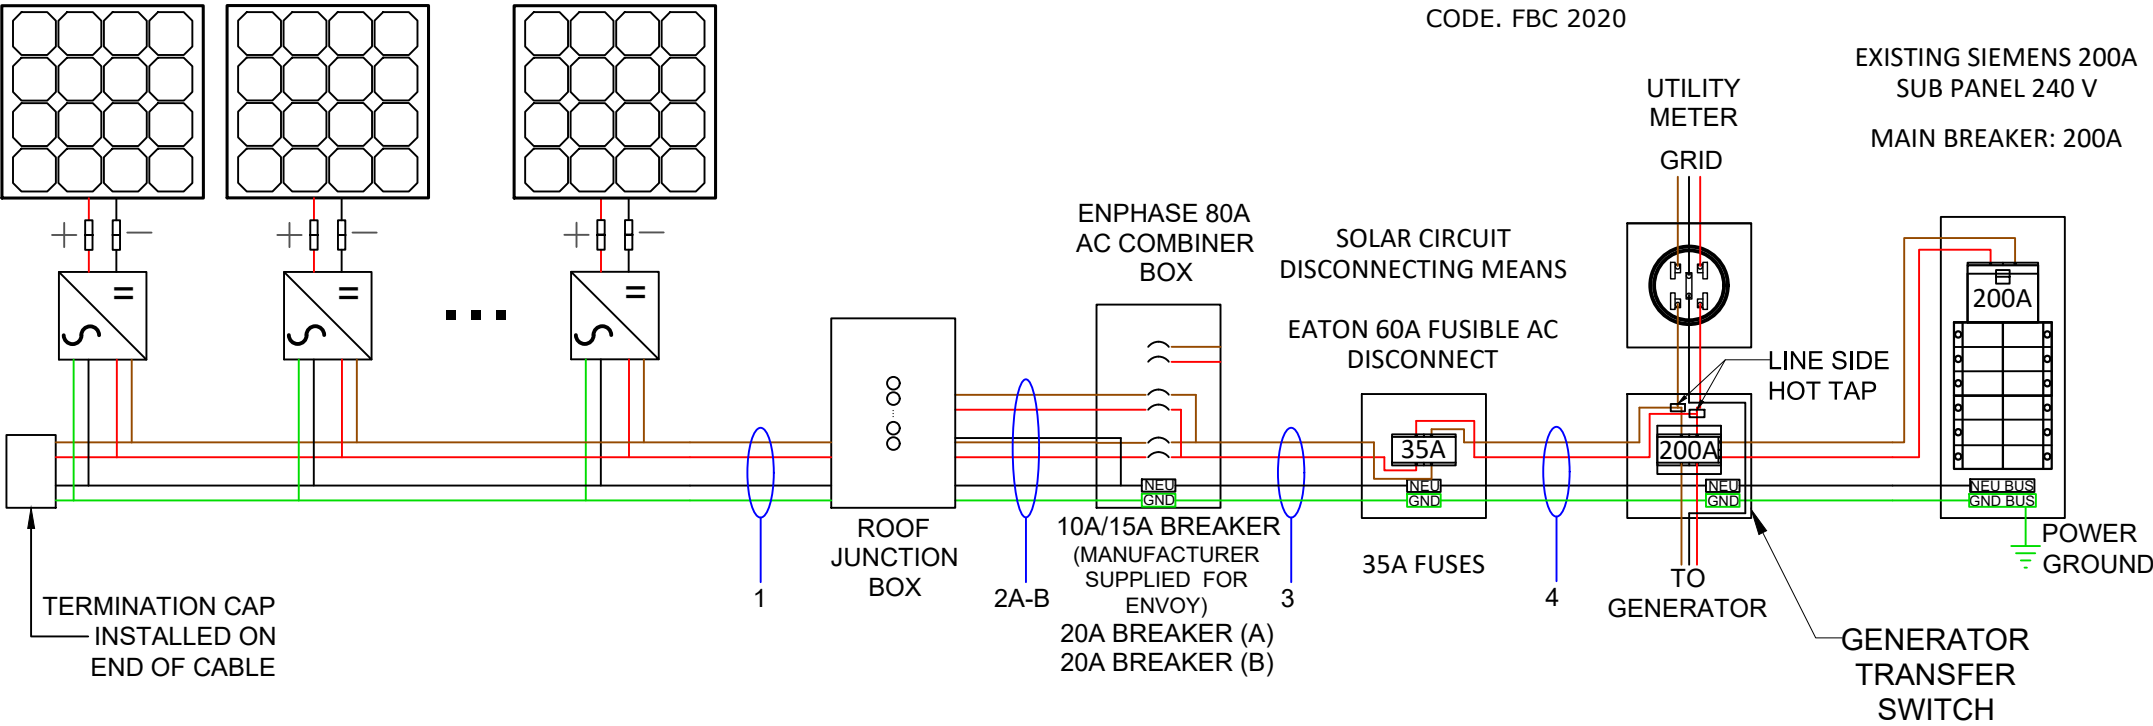 CODE. FBC 2020
EXISTING SIEMENS 200A
SUB PANEL 240 V
MAIN BREAKER: 200A
UTILITY
METER
GRID
ENPHASE 80A
AC COMBINER
BOX
SOLAR CIRCUIT
DISCONNECTING MEANS
EATON 60A FUSIBLE AC
DISCONNECT
LINE SIDE
HOT TAP
200A
35A
200A
NEU
GND
NEU
GND
NEU
GND
NEU BUS
GND BUS
ROOF
JUNCTION
BOX
10A/15A BREAKER
(MANUFACTURER
SUPPLIED FOR
ENVOY)
20A BREAKER (A)
20A BREAKER (B)
35A FUSES
TO
GENERATOR
POWER
GROUND
1
2A-B
3
4
TERMINATION CAP
INSTALLED ON
END OF CABLE
GENERATOR
TRANSFER
SWITCH